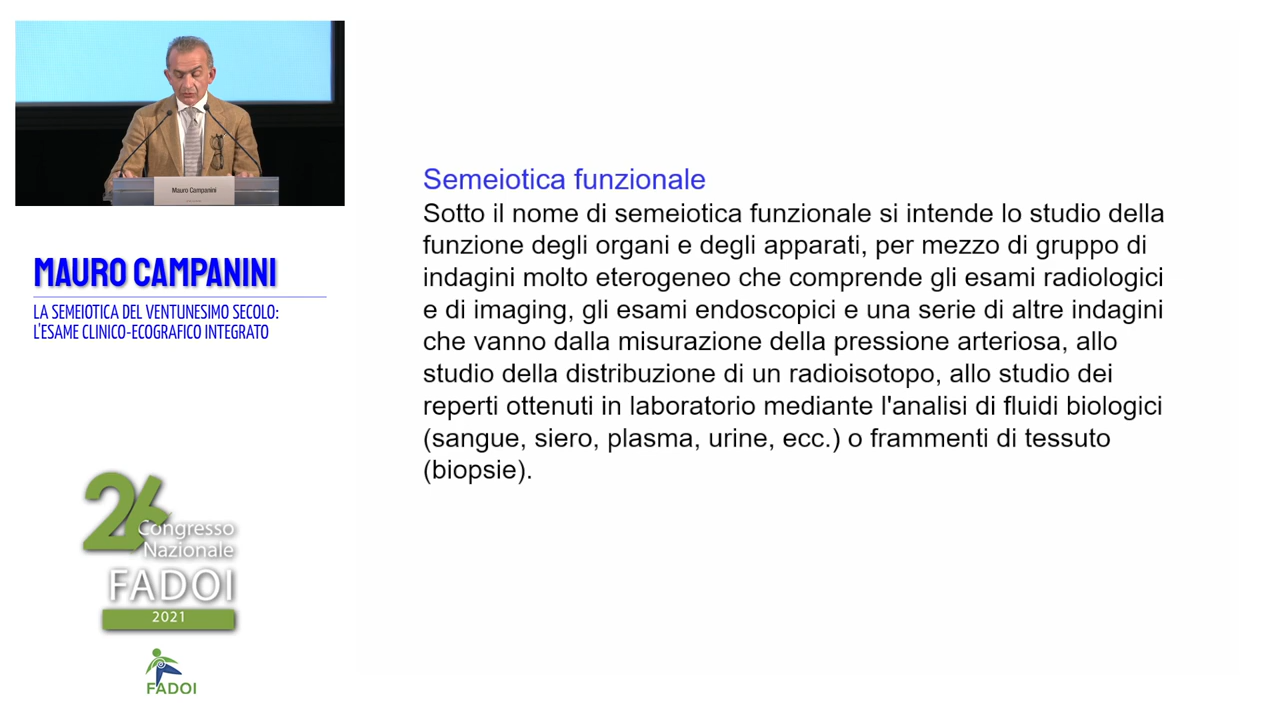 Mauro Campanini
MAURO CAMPANINI
LA SEMEIOTICA DEL VENTUNESIMO SECOLO:
L'ESAME CLINICO-ECOGRAFICO INTEGRATO
26
Congresso
Nazionale
FADOI
2021
FADOI
Semeiotica funzionale
Sotto il nome di semeiotica funzionale si intende lo studio della
funzione degli organi e degli apparati, per mezzo di gruppo di
indagini molto eterogeneo che comprende gli esami radiologici
e di imaging, gli esami endoscopici e una serie di altre indagini
che vanno dalla misurazione della pressione arteriosa, allo
studio della distribuzione di un radioisotopo, allo studio dei
reperti ottenuti in laboratorio mediante l'analisi di fluidi biologici
(sangue, siero, plasma, urine, ecc.) o frammenti di tessuto
(biopsie).